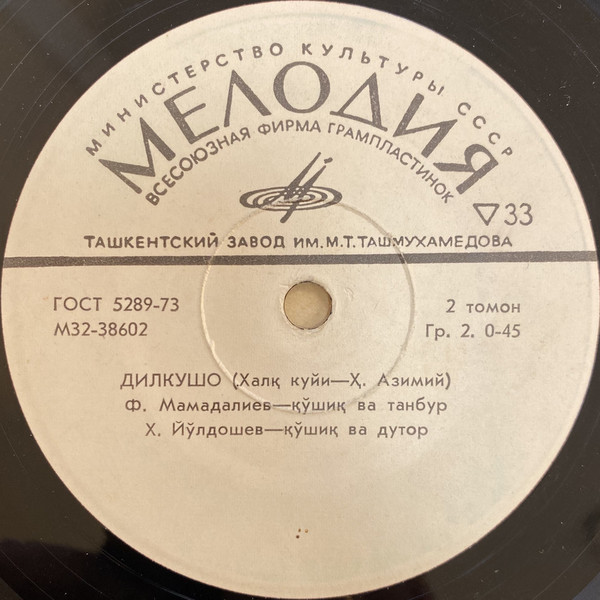 МИНИСТЕРСТВО КУЛЬТУРЫ СССР
МЕЛОДИЯ
ВСЕСОЮЗНАЯ ФИРМА ГРАМПЛАСТИНОК
33
ТАШКЕНТСКИЙ ЗАВОД ИМ.М.Т.ТАШМУХАМЕДОВА
ГОСТ 5289-73
2 томон
М32-38602
Гр. 2. 0-45
ДИЛКУШО (Халқ куйи—Ҳ. Азимий)
Ф. Мамадалиев—қўшиқ ва танбур
Х. Йўлдошев—қўшиқ ва дутор